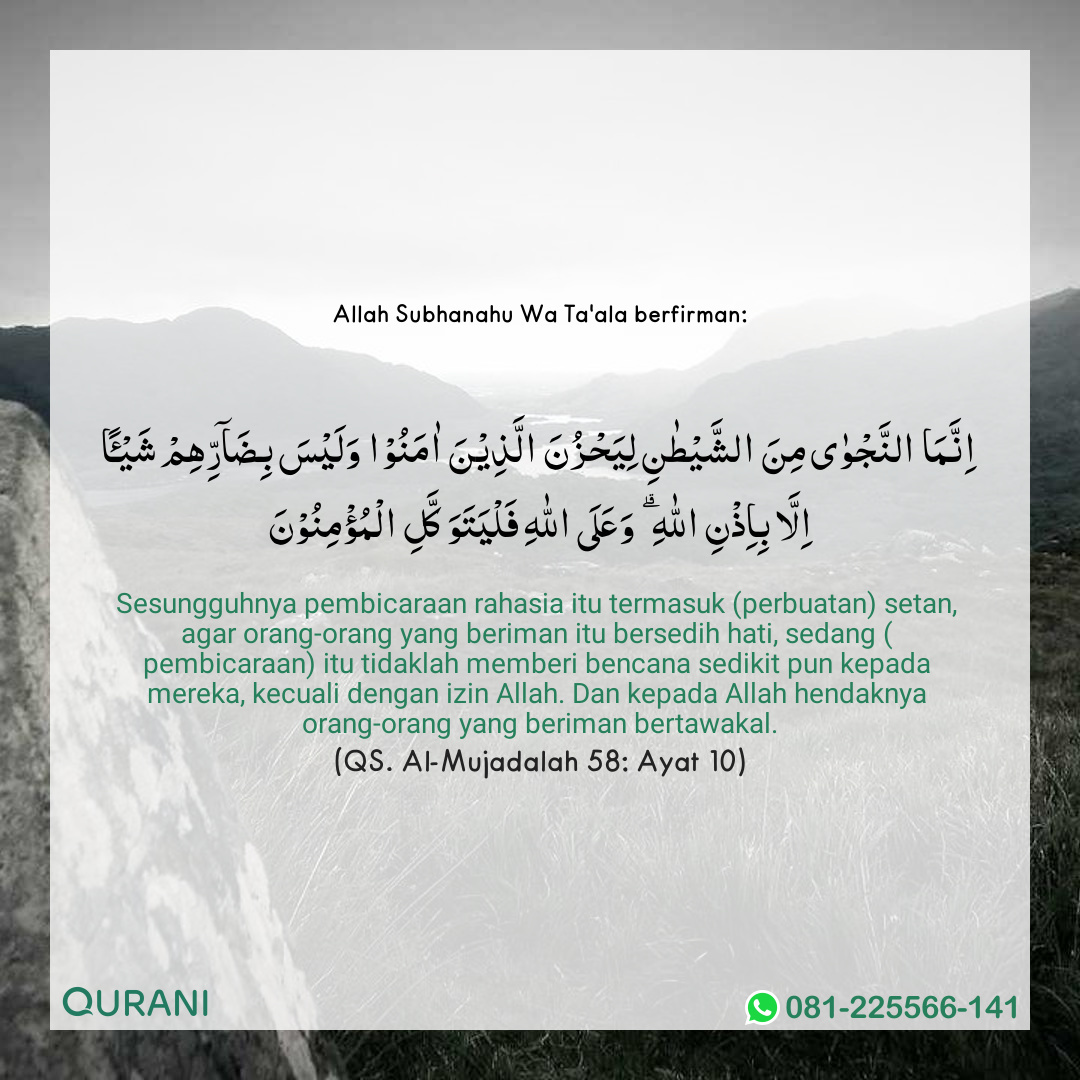 Allah Subhanahu Wa Ta'ala berfirman:
اِنَّمَا النَّجْوٰى مِنَ الشَّيْطٰنِ لِيَحْزُنَ الَّذِيْنَ اٰمَنُوْا وَلَيْسَ بِضَاۤرِّهِمْ شَيْـًٔا
اِلَّا بِاِذْنِ اللّٰهِ ۗ وَعَلَى اللّٰهِ فَلْيَتَوَكَّلِ الْمُؤْمِنُوْنَ
Sesungguhnya pembicaraan rahasia itu termasuk (perbuatan) setan,
agar orang-orang yang beriman itu bersedih hati, sedang (
pembicaraan) itu tidaklah memberi bencana sedikit pun kepada
mereka, kecuali dengan izin Allah. Dan kepada Allah hendaknya
orang-orang yang beriman bertawakal.
(QS. Al-Mujadalah 58: Ayat 10)
QURANI
081-225566-141